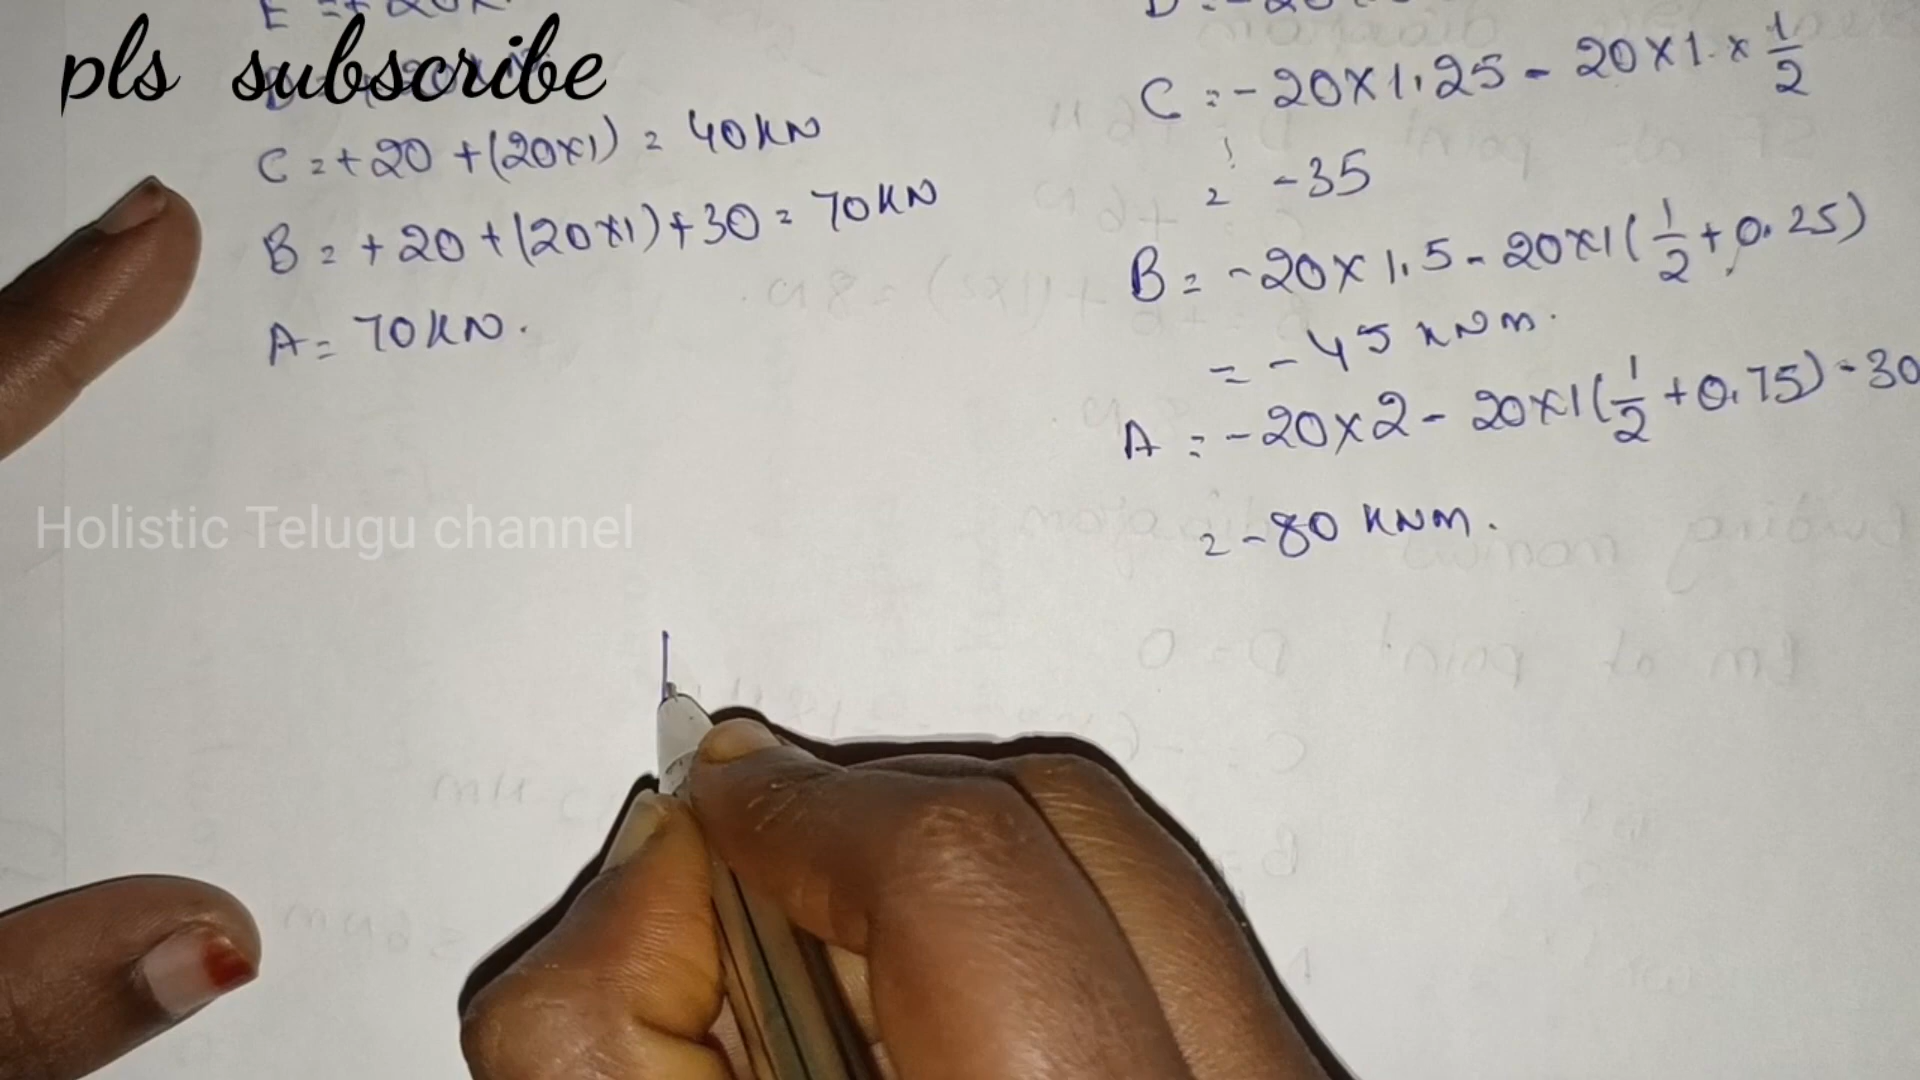 pls subscribe
C = +20 + (20×1) = 40 KN
B = +20 + (20×1) + 30 = 70 KN
A = 70 KN.
C = -20×1.25 - 20×1×1/2
= -35
B = -20×1.5 - 20×1(1/2 + 0.25)
= -45 KNm.
A = -20×2 - 20×1(1/2 + 0.75) - 30
= -80 KNm.
Holistic Telugu channel